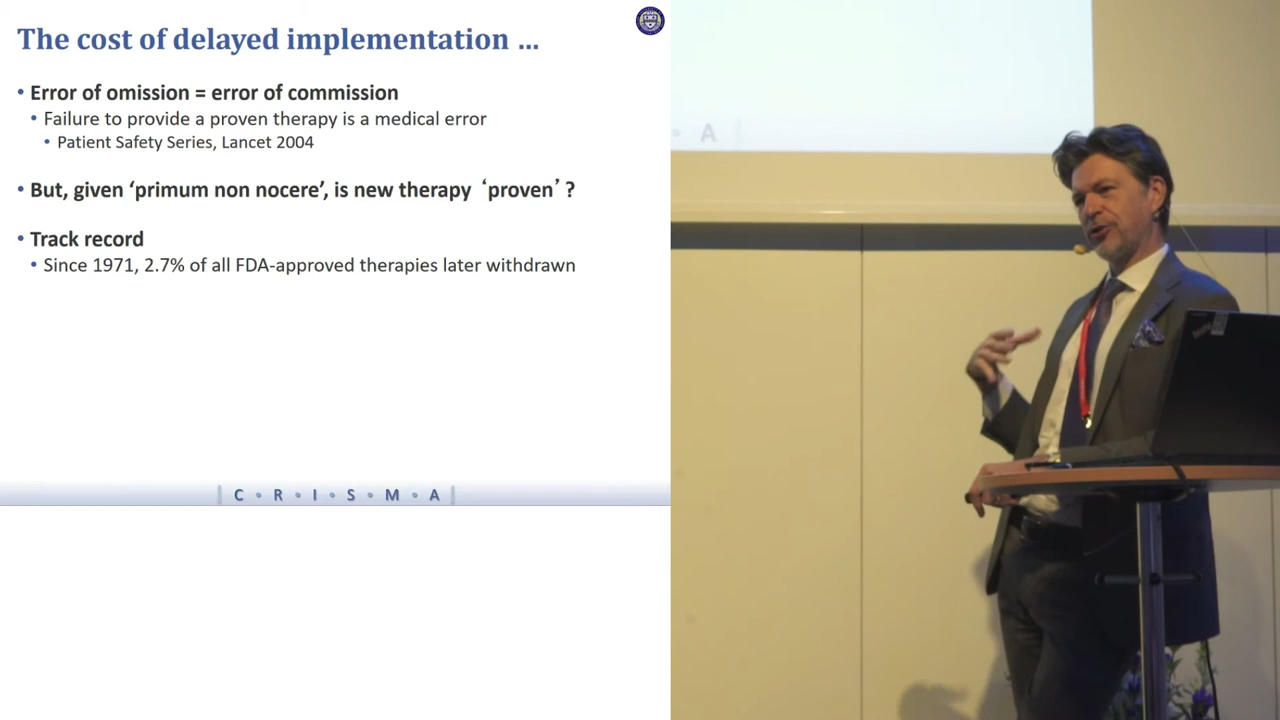 The cost of delayed implementation ...
• Error of omission = error of commission
• Failure to provide a proven therapy is a medical error
• Patient Safety Series, Lancet 2004
• But, given ‘primum non nocere’, is new therapy ‘proven’ ?
• Track record
• Since 1971, 2.7% of all FDA-approved therapies later withdrawn
| C • R • I • S • M • A |
• A |